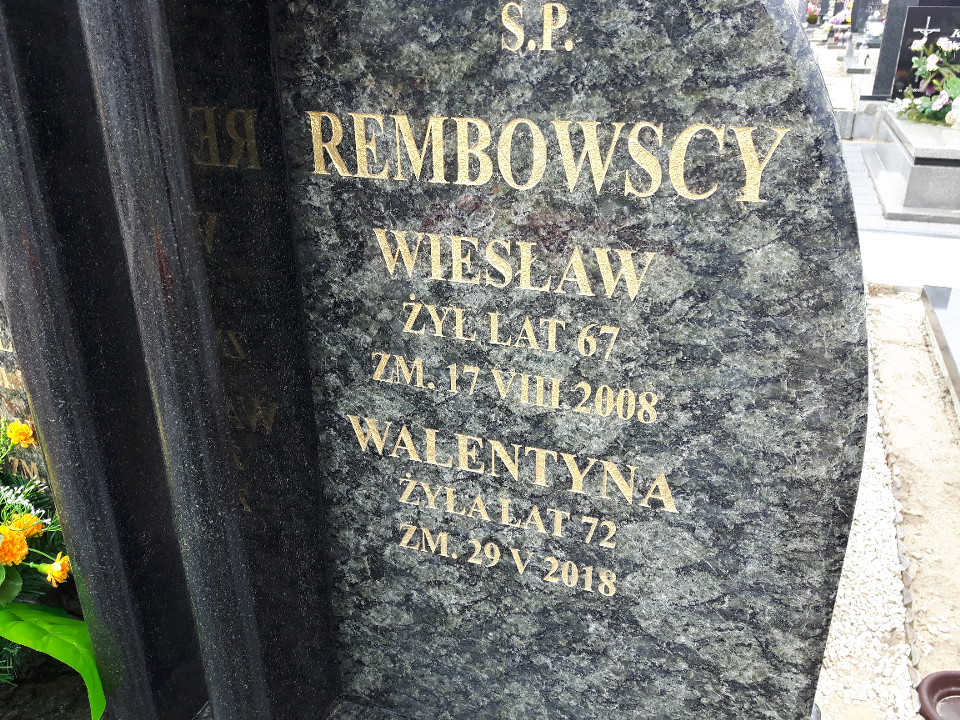 Ś.P.
REMBOWSCY
WIESŁAW
ŻYŁ LAT 67
ZM. 17 VIII 2008
WALENTYNA
ŻYŁA LAT 72
ZM. 29 V 2018